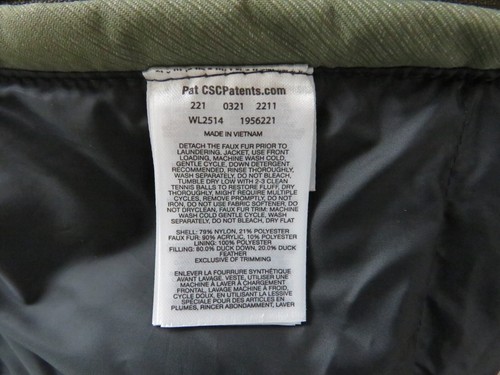 Pat CSCPatents.com
221 0321 2211
WL2514 1956221
MADE IN VIETNAM
DETACH THE FAUX FUR PRIOR TO
LAUNDERING. JACKET, USE FRONT
LOADING, MACHINE WASH COLD,
GENTLE CYCLE, DOWN DETERGENT
RECOMMENDED, RINSE THOROUGHLY,
WASH SEPARATELY, DO NOT BLEACH,
TUMBLE DRY LOW WITH 2-3 CLEAN
TENNIS BALLS TO RESTORE FLUFF, DRY
THOROUGHLY, MIGHT REQUIRE MULTIPLE
CYCLES, REMOVE PROMPTLY, DO NOT
IRON, DO NOT USE FABRIC SOFTENER, DO
NOT DRYCLEAN. FAUX FUR TRIM: MACHINE
WASH COLD GENTLE CYCLE, WASH
SEPARATELY, DO NOT BLEACH, DRY FLAT
SHELL: 79% NYLON, 21% POLYESTER
FAUX FUR: 90% ACRYLIC, 10% POLYESTER
LINING: 100% POLYESTER
FILLING: 80.0% DUCK DOWN, 20.0% DUCK
FEATHER
EXCLUSIVE OF TRIMMING
ENLEVER LA FOURRURE SYNTHÉTIQUE
AVANT LAVAGE. VESTE, UTILISER UNE
MACHINE À LAVER À CHARGEMENT
FRONTAL, LAVAGE MACHINE À FROID,
CYCLE DOUX, EN UTILISANT LA LESSIVE
SPÉCIALE POUR DES ARTICLES EN
PLUMES, RINCER ABONDAMMENT, LAVER